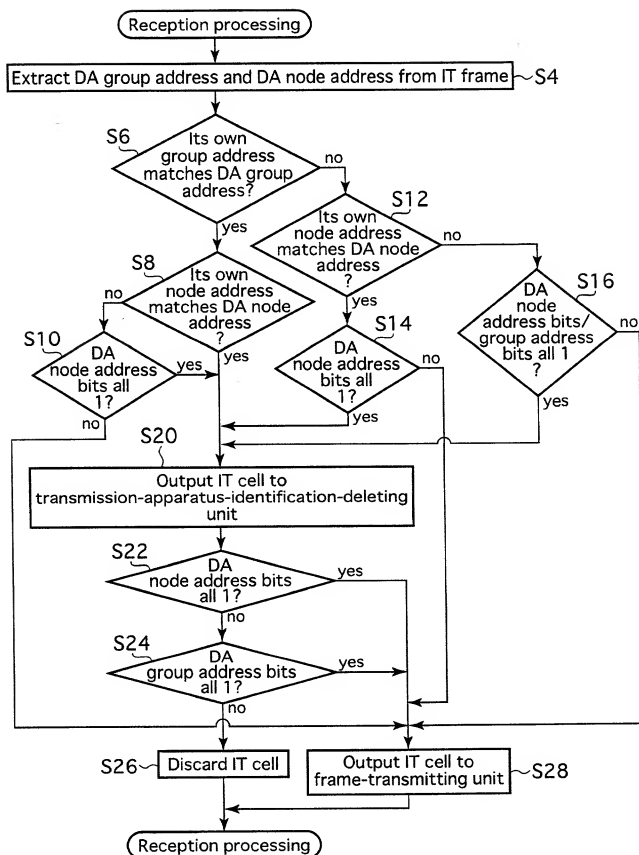 Reception processing
Extract DA group address and DA node address from IT frame
S4
S6
Its own
group address
matches DA group
address?
no
yes
S12
Its own
node address
matches DA node
address
?
no
yes
S8
Its own
node address
matches DA node
address
?
no
yes
S16
DA
node
address bits/
group address
bits all 1
?
no
yes
S10
DA
node address
bits all
1?
yes
no
S14
DA
node address
bits all
1?
no
yes
S20
Output IT cell to
transmission-apparatus-identification-deleting
unit
S22
DA
node address bits
all 1?
yes
no
S24
DA
group address bits
all 1?
yes
no
S26
Discard IT cell
Output IT cell to
frame-transmitting unit
S28
Reception processing